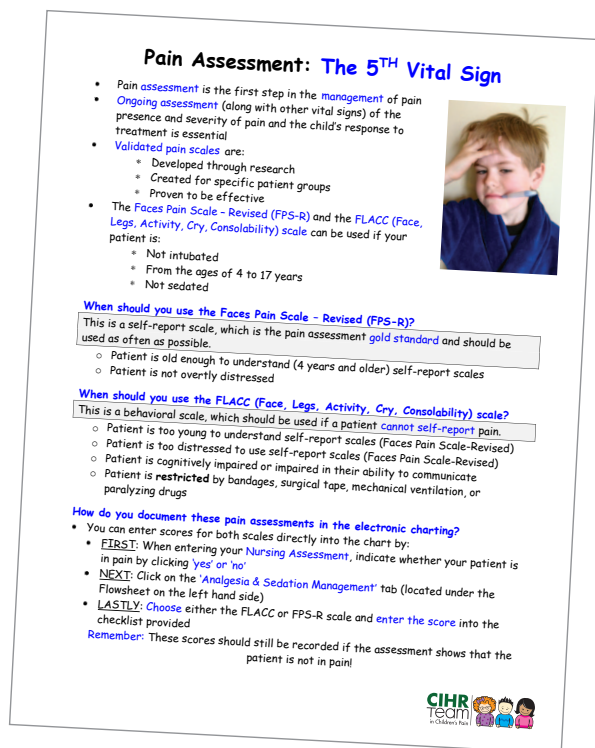 Pain Assessment: The 5TH Vital Sign
• Pain assessment is the first step in the management of pain
• Ongoing assessment (along with other vital signs) of the
presence and severity of pain and the child's response to
treatment is essential
• Validated pain scales are:
* Developed through research
* Created for specific patient groups
* Proven to be effective
• The Faces Pain Scale – Revised (FPS-R) and the FLACC (Face,
Legs, Activity, Cry, Consolability) scale can be used if your
patient is:
* Not intubated
* From the ages of 4 to 17 years
* Not sedated
When should you use the Faces Pain Scale – Revised (FPS-R)?
This is a self-report scale, which is the pain assessment gold standard and should be
used as often as possible.
○ Patient is old enough to understand (4 years and older) self-report scales
○ Patient is not overtly distressed
When should you use the FLACC (Face, Legs, Activity, Cry, Consolability) scale?
This is a behavioral scale, which should be used if a patient cannot self-report pain.
○ Patient is too young to understand self-report scales (Faces Pain Scale-Revised)
○ Patient is too distressed to use self-report scales (Faces Pain Scale-Revised)
○ Patient is cognitively impaired or impaired in their ability to communicate
○ Patient is restricted by bandages, surgical tape, mechanical ventilation, or
paralyzing drugs
How do you document these pain assessments in the electronic charting?
• You can enter scores for both scales directly into the chart by:
• FIRST: When entering your Nursing Assessment, indicate whether your patient is
in pain by clicking 'yes' or 'no'
• NEXT: Click on the 'Analgesia & Sedation Management' tab (located under the
Flowsheet on the left hand side)
• LASTLY: Choose either the FLACC or FPS-R scale and enter the score into the
checklist provided
Remember: These scores should still be recorded if the assessment shows that the
patient is not in pain!
CIHR
Team
in Children's Pain